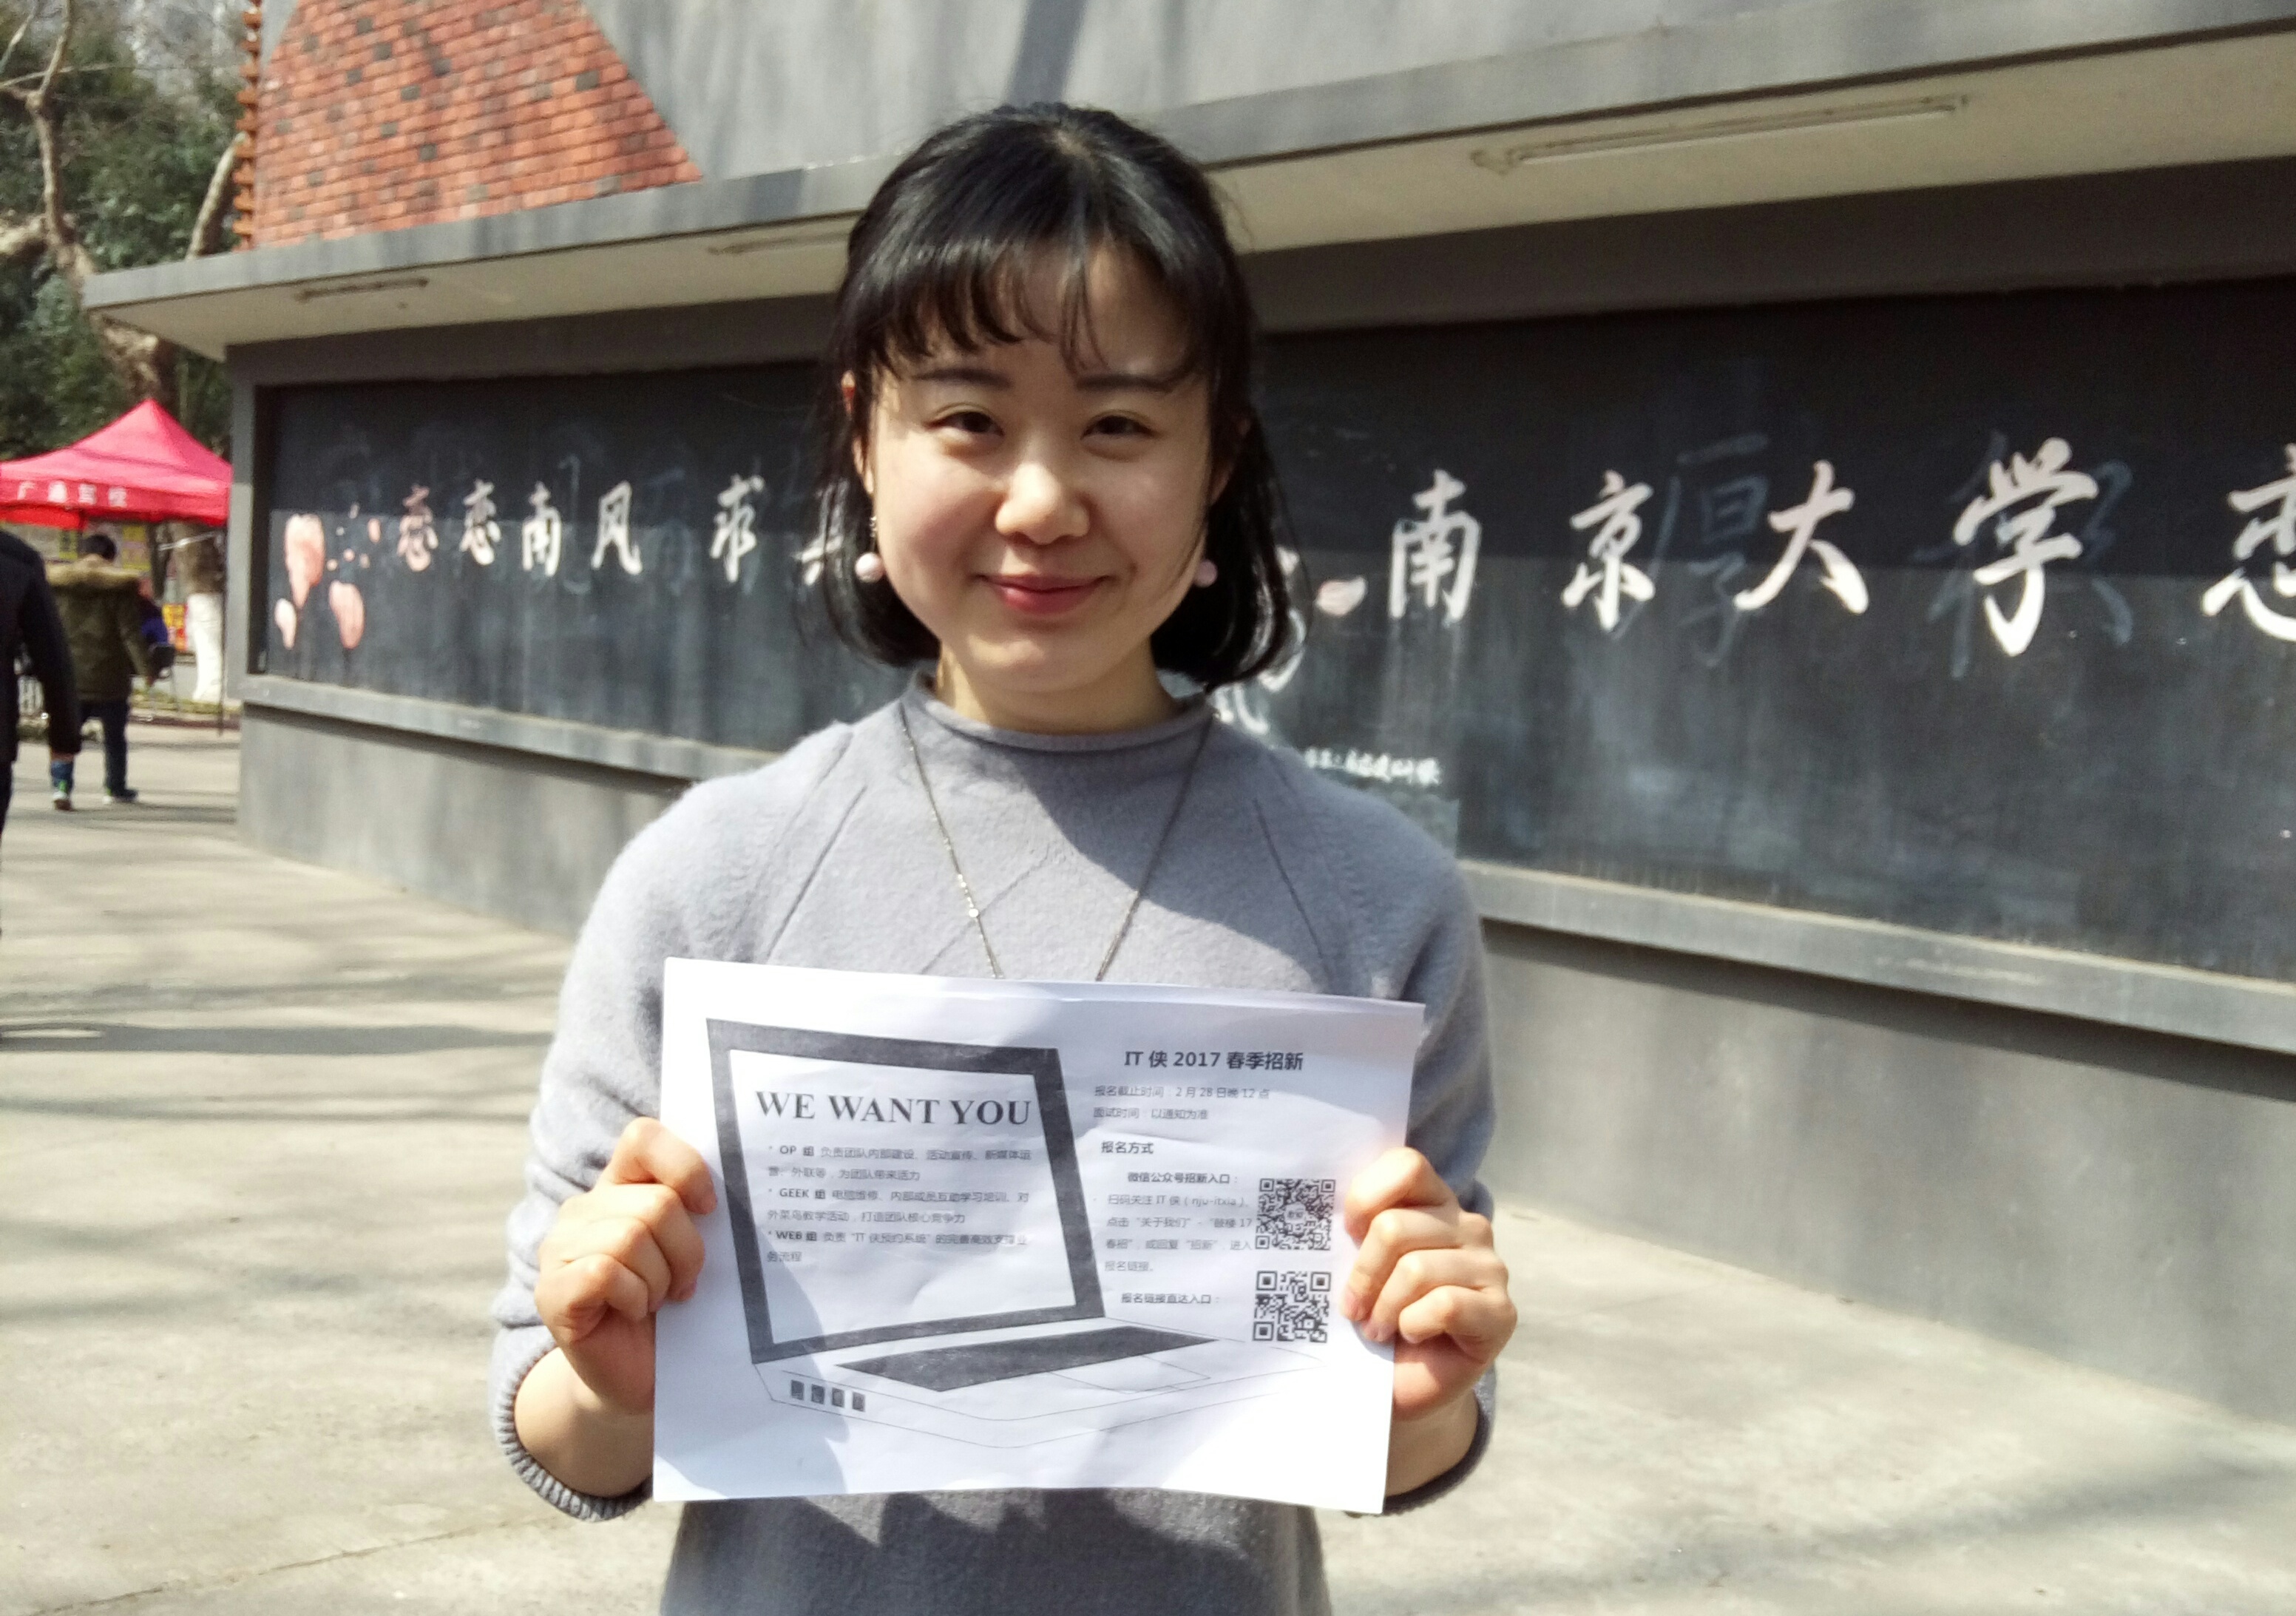 广通驾校
恋恋南风 求
南京大学恋
WE WANT YOU
* OP 组 负责团队内部建设、活动宣传、新媒体运
营、外联等，为团队带来活力
* GEEK 组 电脑维修、内部成员互助学习培训、对
外菜鸟教学活动，打造团队核心竞争力
* WEB 组 负责“IT 侠预约系统”的完善高效支撑业
务流程
IT 侠 2017 春季招新
报名截止时间：2 月 28 日晚 12 点
面试时间：以通知为准
报名方式
微信公众号招新入口：
扫码关注 IT 侠（nju-itxia）
点击“关于我们”-“鼓楼 17
春招”，或回复“招新”，进入
报名链接。
报名链接直达入口：